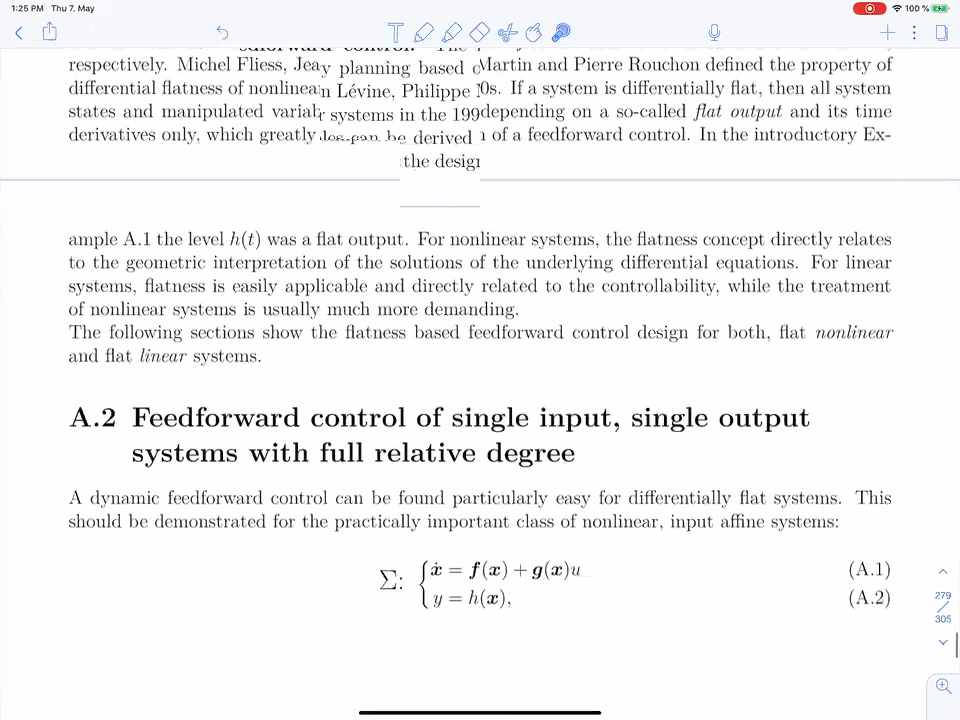 1:25 PM Thu 7. May
100 %
respectively. Michel Fliess, Jea y planning based Martin and Pierre Rouchon defined the property of
differential flatness of nonlinea n Lévine, Philippe 0s. If a system is differentially flat, then all system
states and manipulated varial r systems in the 199 depending on a so-called flat output and its time
derivatives only, which greatly can be derived of a feedforward control. In the introductory Ex-
the design
ample A.1 the level h(t) was a flat output. For nonlinear systems, the flatness concept directly relates
to the geometric interpretation of the solutions of the underlying differential equations. For linear
systems, flatness is easily applicable and directly related to the controllability, while the treatment
of nonlinear systems is usually much more demanding.
The following sections show the flatness based feedforward control design for both, flat nonlinear
and flat linear systems.
A.2 Feedforward control of single input, single output
systems with full relative degree
A dynamic feedforward control can be found particularly easy for differentially flat systems. This
should be demonstrated for the practically important class of nonlinear, input affine systems:
Σ: { ẋ = f(x) + g(x)u (A.1)
y = h(x), (A.2)
279
305